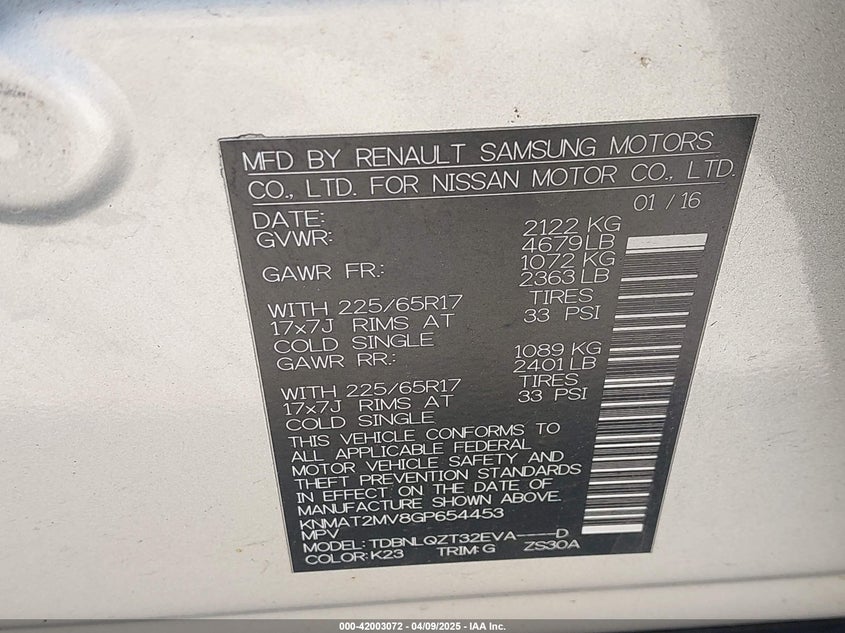 MFD BY RENAULT SAMSUNG MOTORS
CO., LTD. FOR NISSAN MOTOR CO., LTD.
DATE: 01 / 16
GVWR: 2122 KG
4679 LB
GAWR FR.: 1072 KG
2363 LB
WITH 225/65R17 TIRES
17x7J RIMS AT 33 PSI
COLD SINGLE
GAWR RR.: 1089 KG
2401 LB
WITH 225/65R17 TIRES
17x7J RIMS AT 33 PSI
COLD SINGLE
THIS VEHICLE CONFORMS TO
ALL APPLICABLE FEDERAL
MOTOR VEHICLE SAFETY AND
THEFT PREVENTION STANDARDS
IN EFFECT ON THE DATE OF
MANUFACTURE SHOWN ABOVE.
KNMAT2MV8GP654453
MPV
MODEL: TDBNLQZT32EVA----D
COLOR: K23 TRIM: G ZS30A
000-42003072 - 04/09/2025 - IAA Inc.